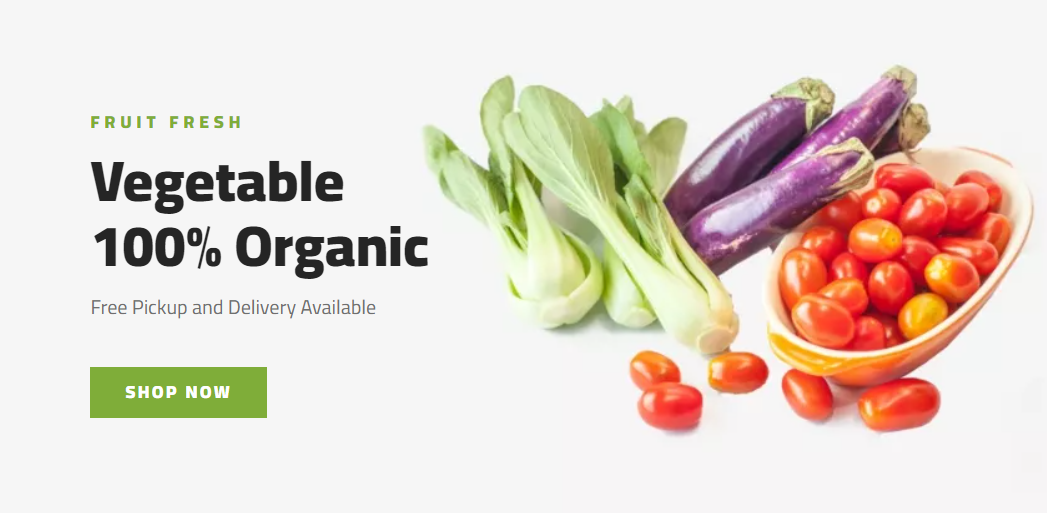 FRUIT FRESH
Vegetable
100% Organic
Free Pickup and Delivery Available
SHOP NOW